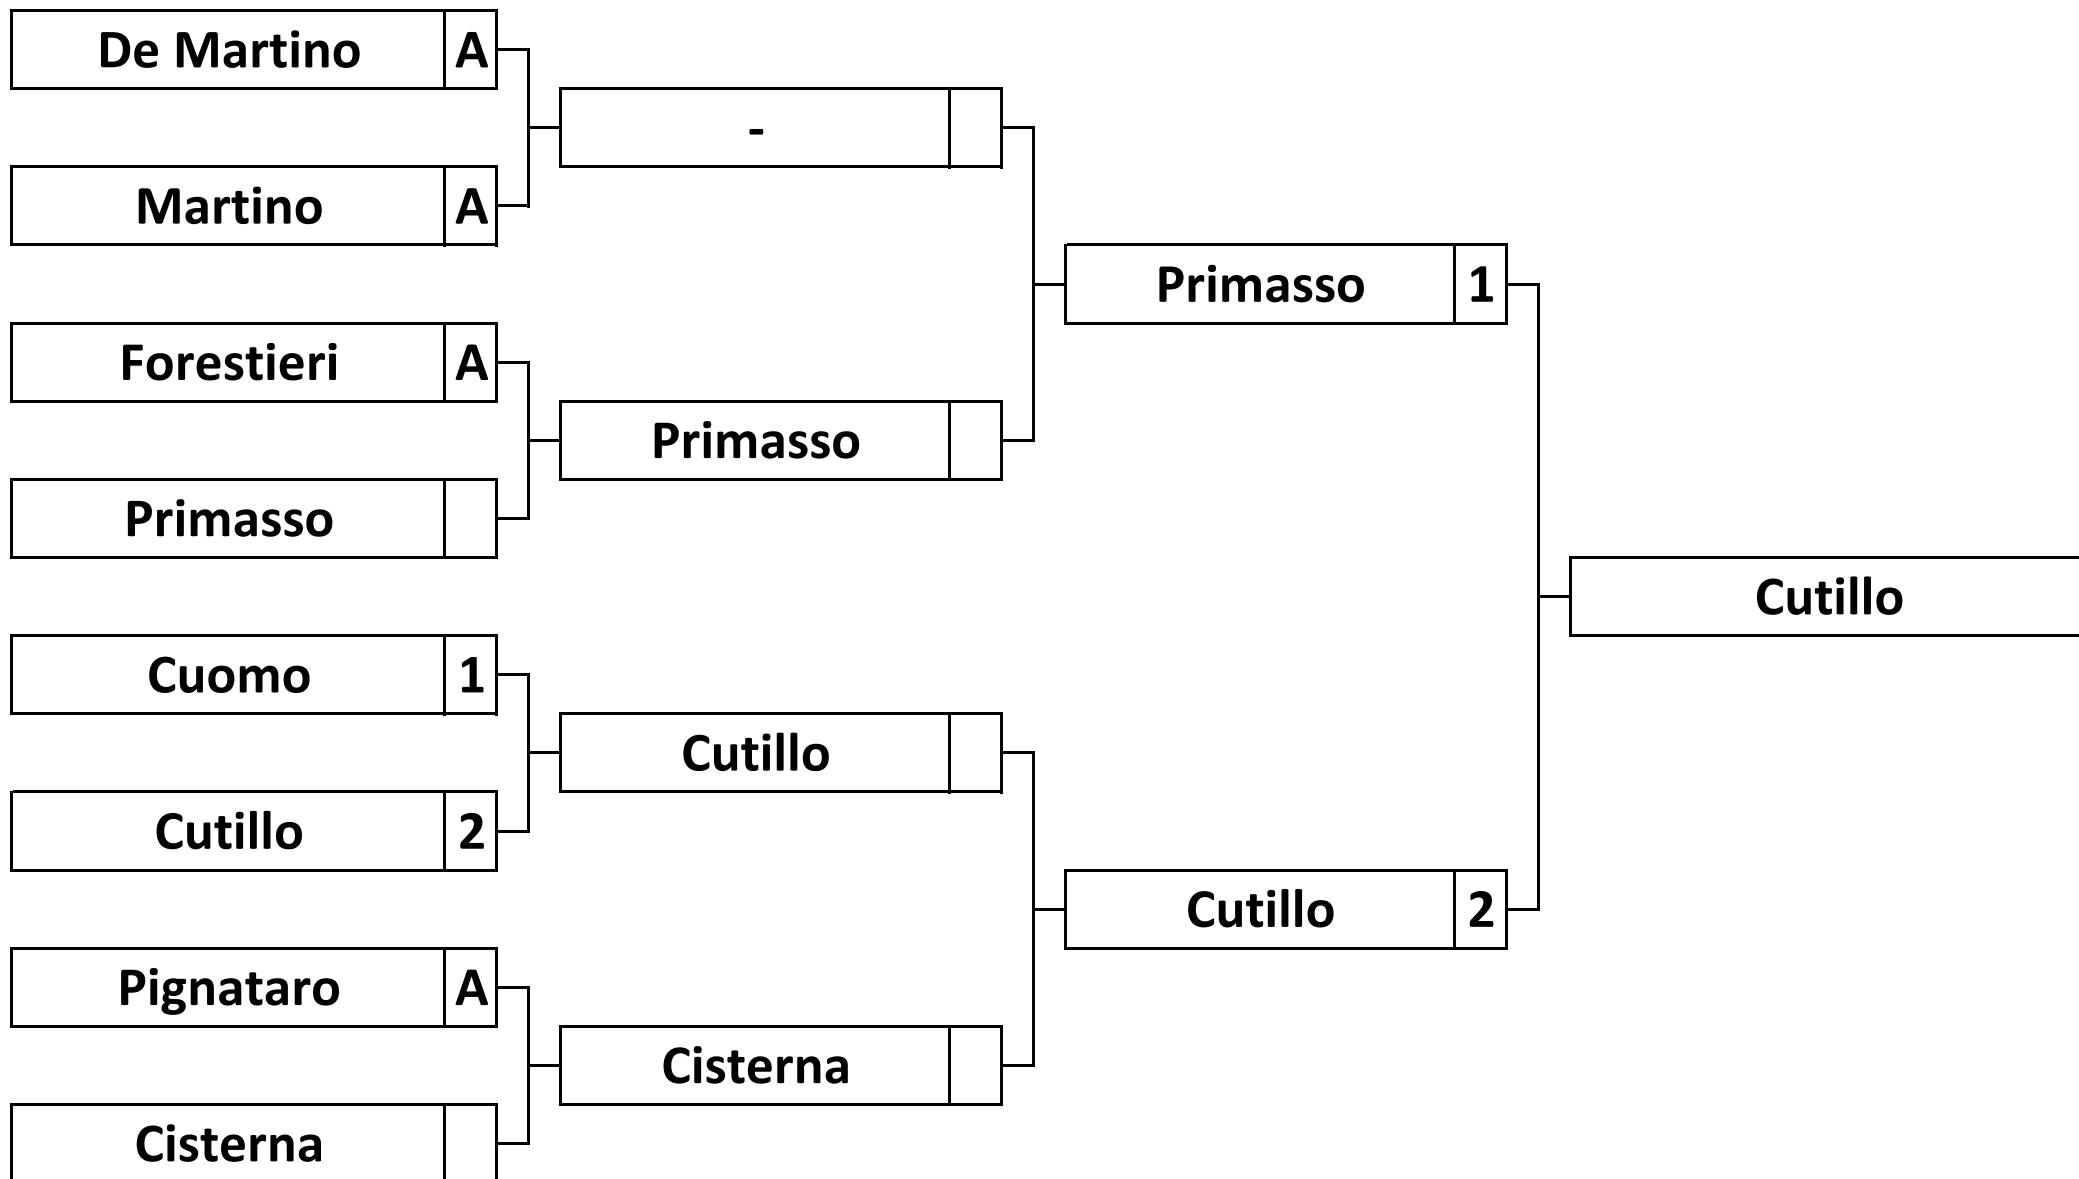 De Martino A
-
Martino A
Primasso 1
Forestieri A
Primasso
Primasso
Cutillo
Cuomo 1
Cutillo
Cutillo 2
Cutillo 2
Pignataro A
Cisterna
Cisterna